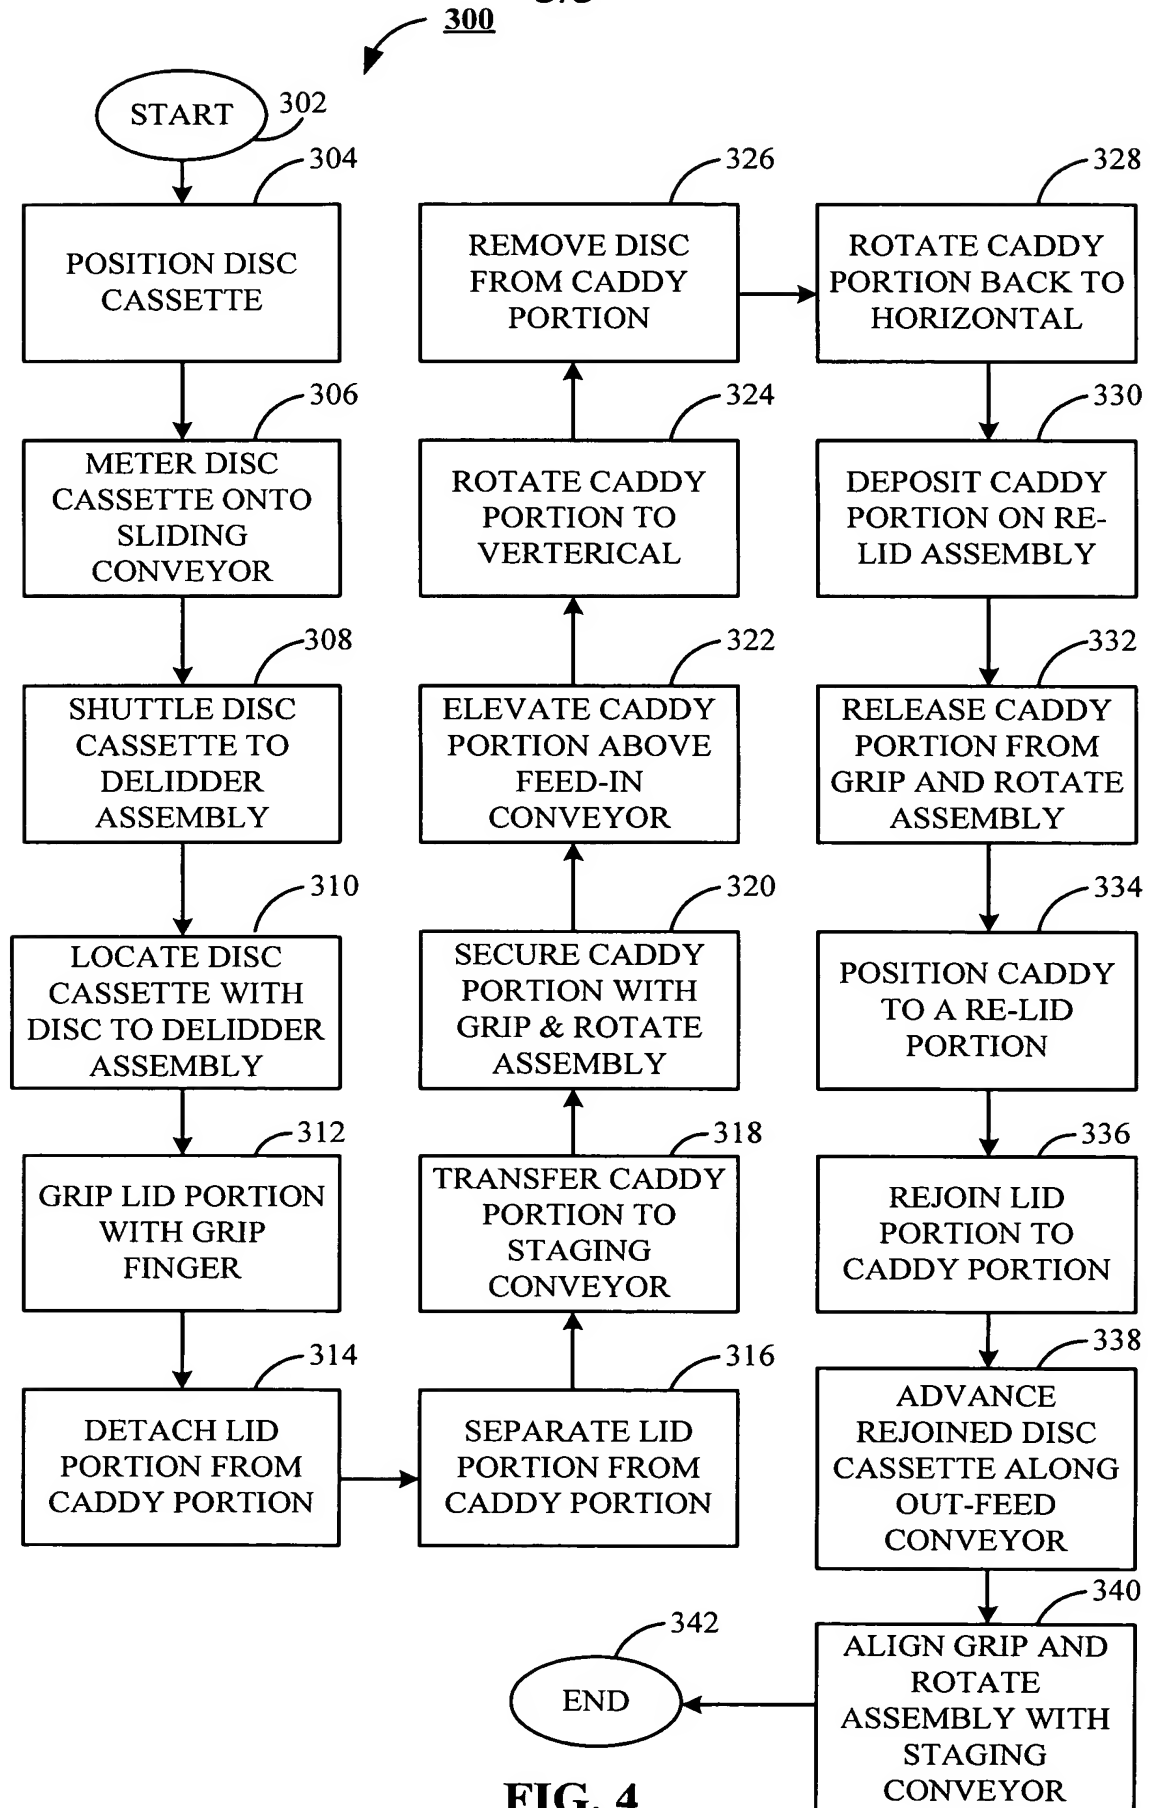 300
START
302
304
POSITION DISC
CASSETTE
306
METER DISC
CASSETTE ONTO
SLIDING
CONVEYOR
308
SHUTTLE DISC
CASSETTE TO
DELIDDER
ASSEMBLY
310
LOCATE DISC
CASSETTE WITH
DISC TO DELIDDER
ASSEMBLY
312
GRIP LID PORTION
WITH GRIP
FINGER
314
DETACH LID
PORTION FROM
CADDY PORTION
316
SEPARATE LID
PORTION FROM
CADDY PORTION
318
TRANSFER CADDY
PORTION TO
STAGING
CONVEYOR
320
SECURE CADDY
PORTION WITH
GRIP & ROTATE
ASSEMBLY
322
ELEVATE CADDY
PORTION ABOVE
FEED-IN
CONVEYOR
324
ROTATE CADDY
PORTION TO
VERTERICAL
326
REMOVE DISC
FROM CADDY
PORTION
328
ROTATE CADDY
PORTION BACK TO
HORIZONTAL
330
DEPOSIT CADDY
PORTION ON RE-
LID ASSEMBLY
332
RELEASE CADDY
PORTION FROM
GRIP AND ROTATE
ASSEMBLY
334
POSITION CADDY
TO A RE-LID
PORTION
336
REJOIN LID
PORTION TO
CADDY PORTION
338
ADVANCE
REJOINED DISC
CASSETTE ALONG
OUT-FEED
CONVEYOR
340
ALIGN GRIP AND
ROTATE
ASSEMBLY WITH
STAGING
CONVEYOR
342
END
FIG. 4